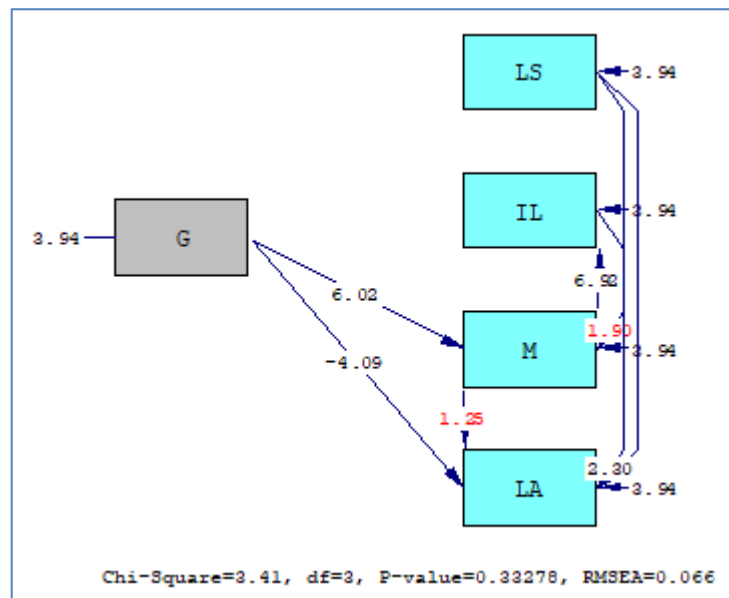 LS
3.94
IL
3.94
3.94
G
6.92
6.02
1.90
M
3.94
-4.09
1.25
2.30
LA
3.94
Chi-Square=3.41, df=3, P-value=0.33278, RMSEA=0.066